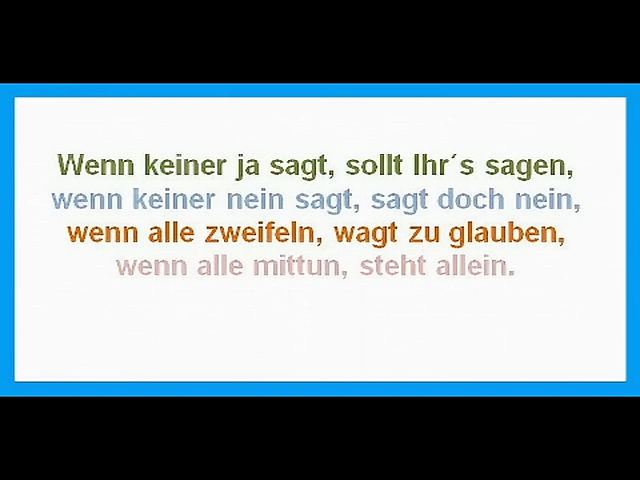 Wenn keiner ja sagt, sollt Ihr´s sagen,
wenn keiner nein sagt, sagt doch nein,
wenn alle zweifeln, wagt zu glauben,
wenn alle mittun, steht allein.